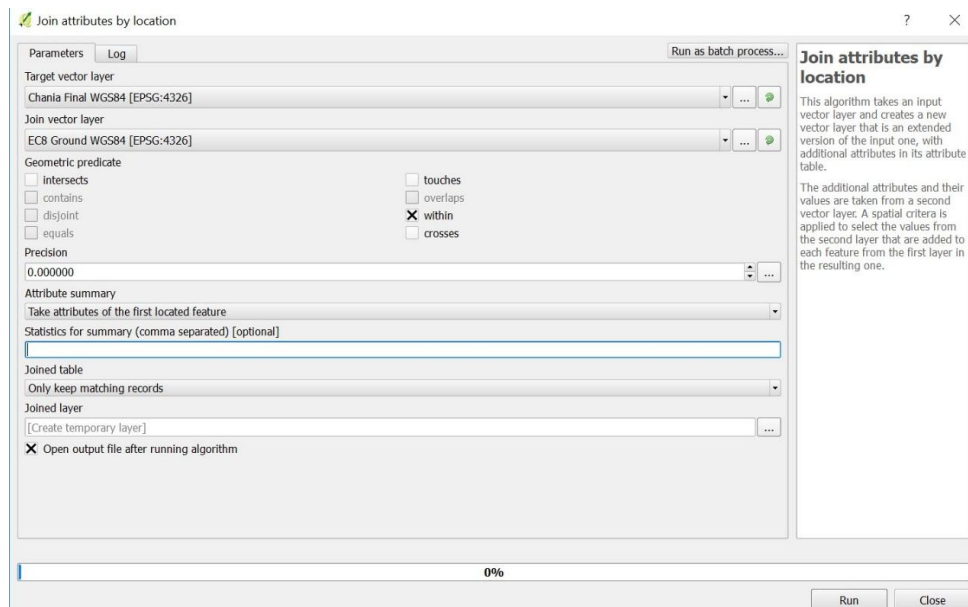 Join attributes by location
?
Parameters
Log
Run as batch process...
Target vector layer
Chania Final WGS84 [EPSG:4326]
...
Join vector layer
EC8 Ground WGS84 [EPSG:4326]
...
Geometric predicate
intersects
touches
contains
overlaps
disjoint
within
equals
crosses
Precision
0.000000
...
Attribute summary
Take attributes of the first located feature
Statistics for summary (comma separated) [optional]
Joined table
Only keep matching records
Joined layer
[Create temporary layer]
...
Open output file after running algorithm
Join attributes by
location
This algorithm takes an input
vector layer and creates a new
vector layer that is an extended
version of the input one, with
additional attributes in its attribute
table.
The additional attributes and their
values are taken from a second
vector layer. A spatial critera is
applied to select the values from
the second layer that are added to
each feature from the first layer in
the resulting one.
0%
Run
Close